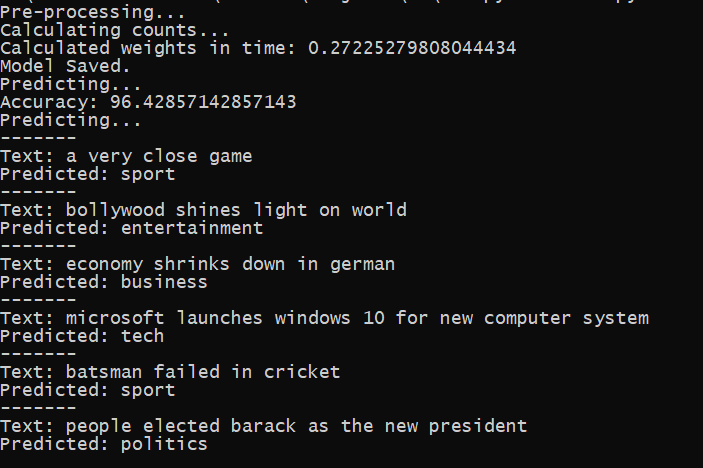 Pre-processing...
Calculating counts...
Calculated weights in time: 0.27225279808044434
Model Saved.
Predicting...
Accuracy: 96.42857142857143
Predicting...
-------
Text: a very close game
Predicted: sport
-------
Text: bollywood shines light on world
Predicted: entertainment
-------
Text: economy shrinks down in german
Predicted: business
-------
Text: microsoft launches windows 10 for new computer system
Predicted: tech
-------
Text: batsman failed in cricket
Predicted: sport
-------
Text: people elected barack as the new president
Predicted: politics